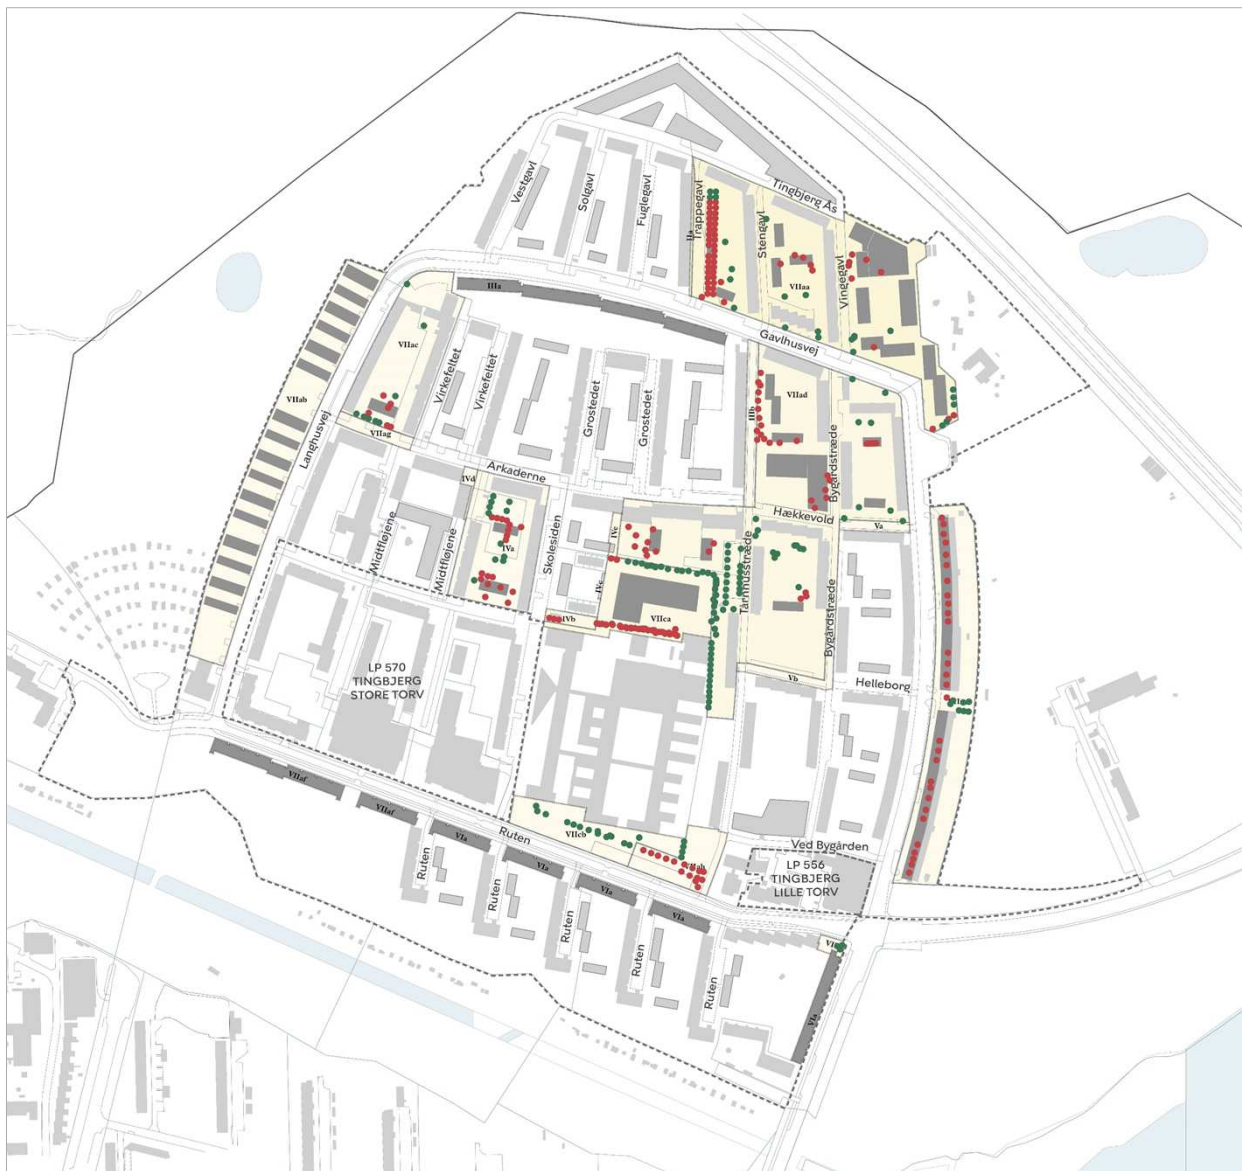 Tingbjerg Ås
Vestgavl
Solgavl
Fuglegavl
Trappegavl
IIa
Stengavl
VIIaa
Vingegavl
IIIa
Gavlhusvej
VIIac
VIIab
Langhusvej
Virkefeltet
Virkefeltet
Grostedet
Grostedet
IIIb
VIIad
Bygårdstræde
VIIag
Arkaderne
IVd
IVa
Hækkevold
Va
Midtfløjene
Midtfløjene
Skolesiden
IVc
Tårnhusstræde
Bygårdstræde
IVb
VIIca
LP 570
TINGBJERG
STORE TORV
Vb
Helleborg
VIIaf
VIIaf
VIa
VIa
VIa
VIa
Ruten
VIIcb
Ved Bygården
LP 556
TINGBJERG
LILLE TORV
Ruten
Ruten
Ruten
Ruten
Ruten
VIa